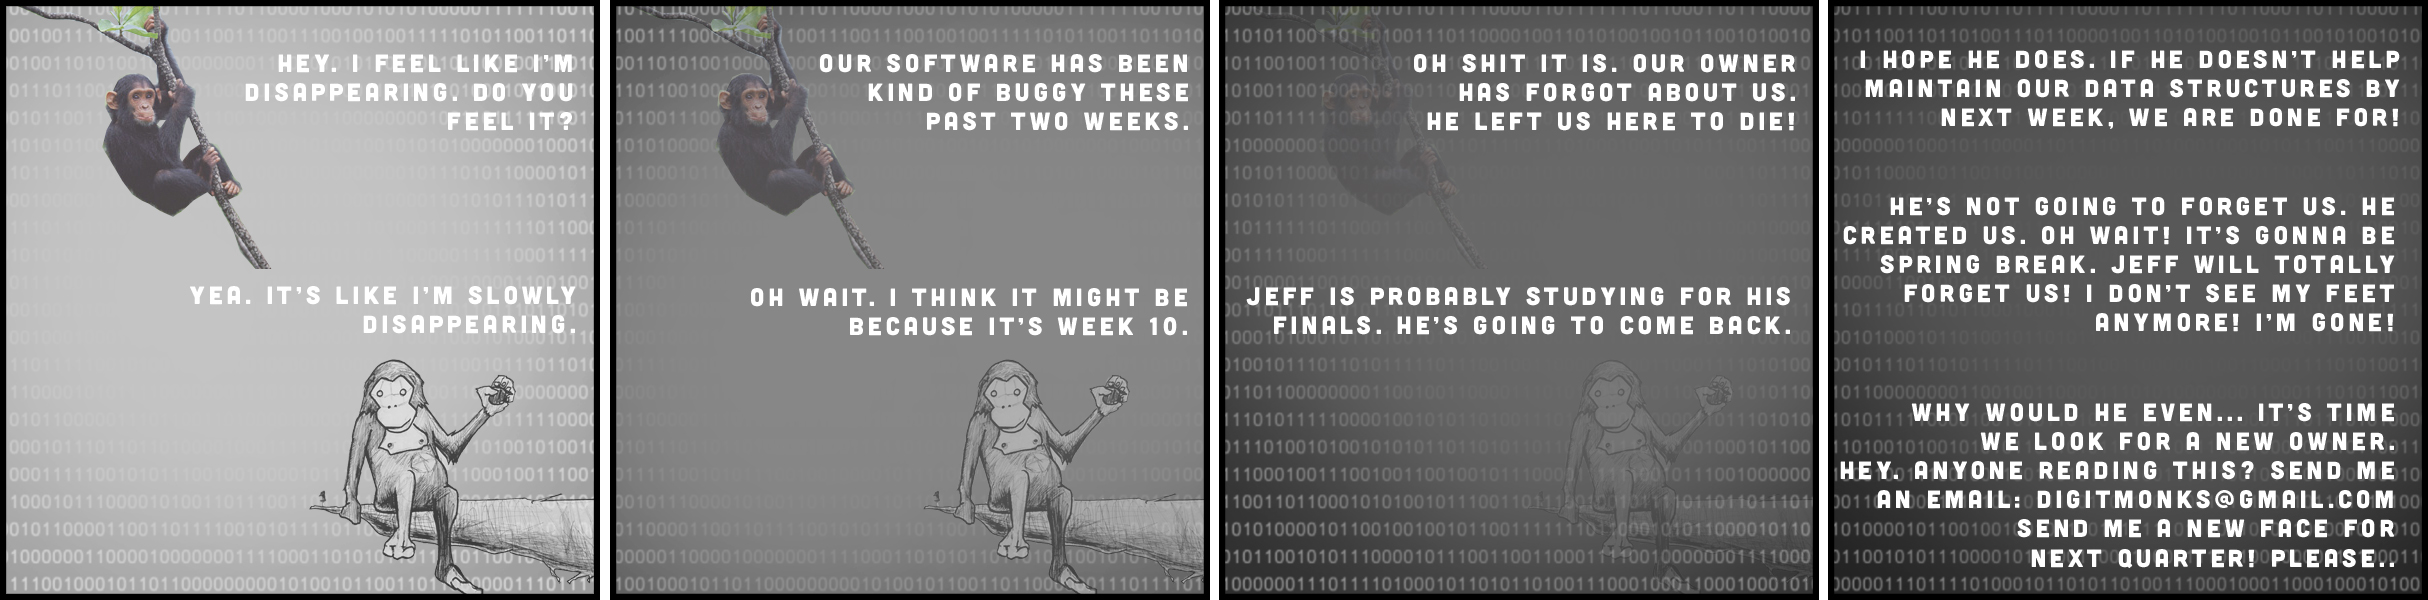 HEY. I FEEL LIKE I'M
DISAPPEARING. DO YOU
FEEL IT?
YEA. IT'S LIKE I'M SLOWLY
DISAPPEARING.
OUR SOFTWARE HAS BEEN
KIND OF BUGGY THESE
PAST TWO WEEKS.
OH WAIT. I THINK IT MIGHT BE
BECAUSE IT'S WEEK 10.
OH SHIT IT IS. OUR OWNER
HAS FORGOT ABOUT US.
HE LEFT US HERE TO DIE!
JEFF IS PROBABLY STUDYING FOR HIS
FINALS. HE'S GOING TO COME BACK.
I HOPE HE DOES. IF HE DOESN'T HELP
MAINTAIN OUR DATA STRUCTURES BY
NEXT WEEK, WE ARE DONE FOR!
HE'S NOT GOING TO FORGET US. HE
CREATED US. OH WAIT! IT'S GONNA BE
SPRING BREAK. JEFF WILL TOTALLY
FORGET US! I DON'T SEE MY FEET
ANYMORE! I'M GONE!
WHY WOULD HE EVEN... IT'S TIME
WE LOOK FOR A NEW OWNER.
HEY. ANYONE READING THIS? SEND ME
AN EMAIL: DIGITMONKS@GMAIL.COM
SEND ME A NEW FACE FOR
NEXT QUARTER! PLEASE..